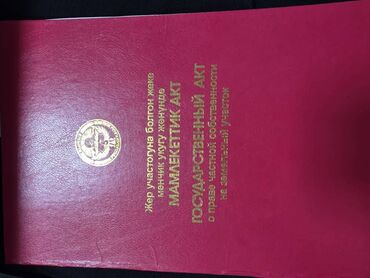 Жер участогуна болгон жеке
менчик укугу жөнүндө
МАМЛЕКЕТТИК АКТ
ГОСУДАРСТВЕННЫЙ АКТ
о праве частной собственности
на земельный участок